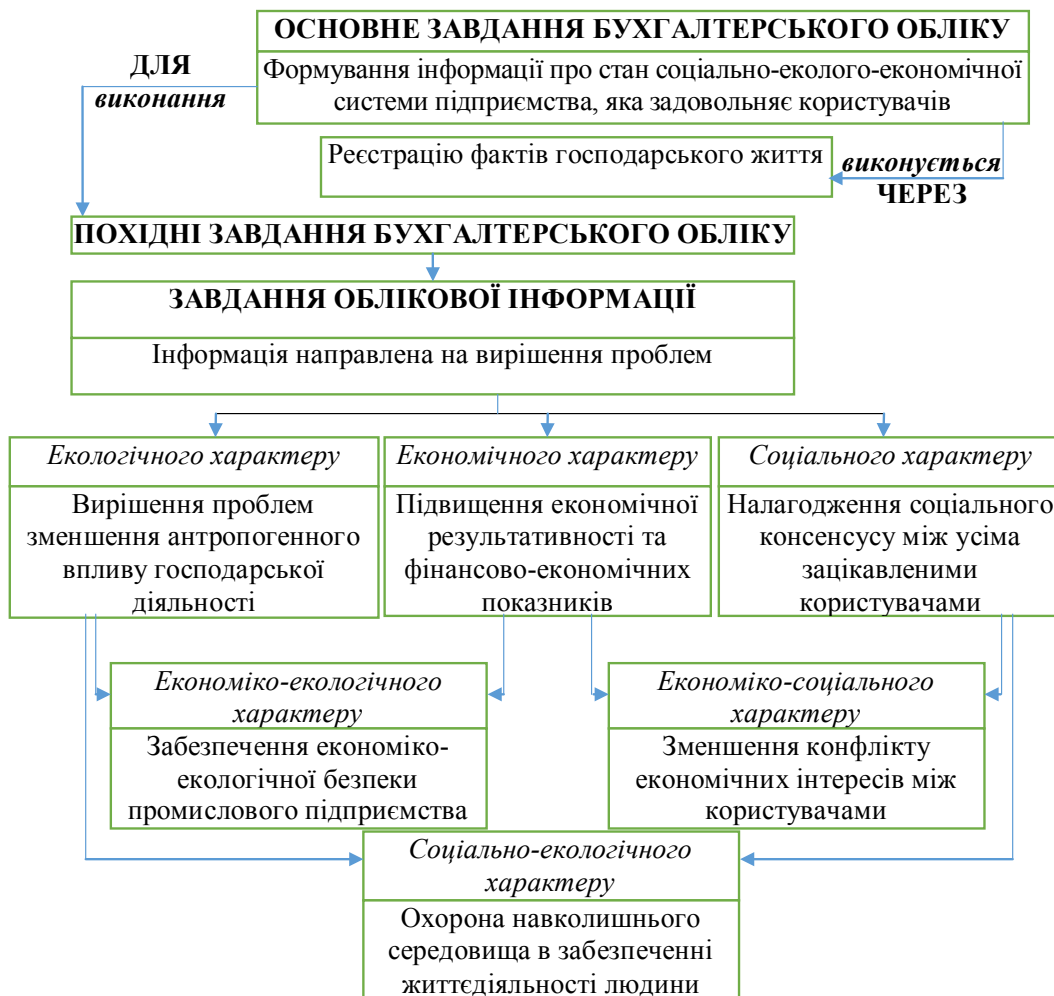 ОСНОВНЕ ЗАВДАННЯ БУХГАЛТЕРСЬКОГО ОБЛІКУ
ДЛЯ
виконання
Формування інформації про стан соціально-еколого-економічної
системи підприємства, яка задовольняє користувачів
Реєстрацію фактів господарського життя
виконується
ЧЕРЕЗ
ПОХІДНІ ЗАВДАННЯ БУХГАЛТЕРСЬКОГО ОБЛІКУ
ЗАВДАННЯ ОБЛІКОВОЇ ІНФОРМАЦІЇ
Інформація направлена на вирішення проблем
Екологічного характеру
Вирішення проблем
зменшення антропогенного
впливу господарської
діяльності
Економічного характеру
Підвищення економічної
результативності та
фінансово-економічних
показників
Соціального характеру
Налагодження соціального
консенсусу між усіма
зацікавленими
користувачами
Економіко-екологічного
характеру
Забезпечення економіко-
екологічної безпеки
промислового підприємства
Економіко-соціального
характеру
Зменшення конфлікту
економічних інтересів між
користувачами
Соціально-екологічного
характеру
Охорона навколишнього
середовища в забезпеченні
життєдіяльності людини